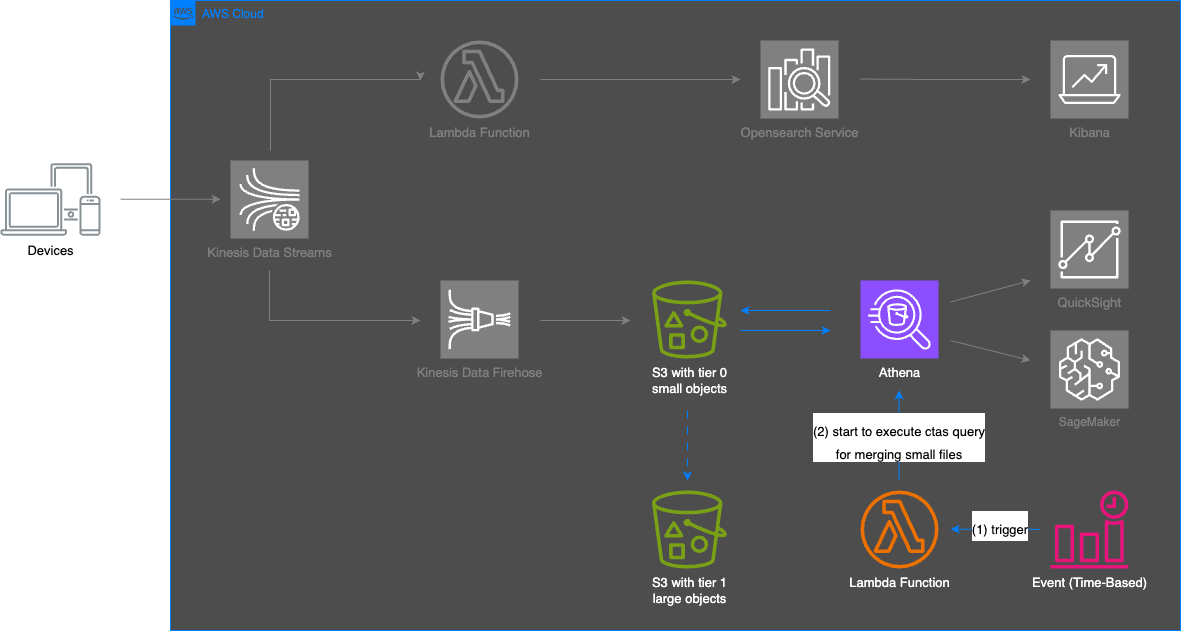 aws
AWS Cloud
Lambda Function
Opensearch Service
Kibana
Devices
Kinesis Data Streams
QuickSight
Kinesis Data Firehose
S3 with tier 0
small objects
Athena
SageMaker
(2) start to execute ctas query
for merging small files
(1) trigger
S3 with tier 1
large objects
Lambda Function
Event (Time-Based)